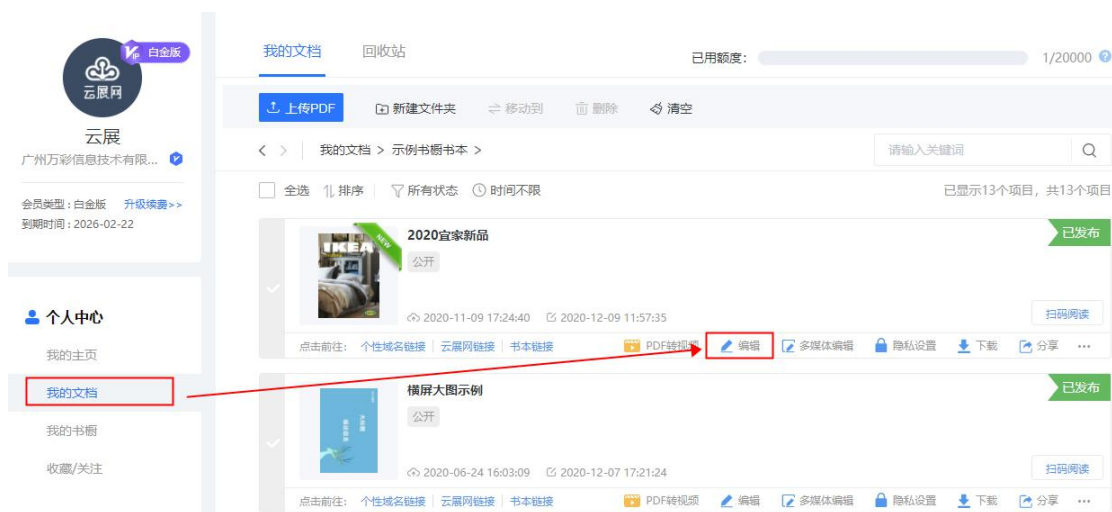 VIP 白金版
云展网
云展
广州万彩信息技术有限...
会员类型：白金版 升级续费>>
到期时间：2026-02-22
个人中心
我的主页
我的文档
我的书橱
收藏/关注
我的文档 回收站 已用额度： 1/20000 ?
上传PDF 新建文件夹 移动到 删除 清空
< > 我的文档 > 示例书橱书本 > 请输入关键词
全选 排序 所有状态 时间不限 已显示13个项目，共13个项目
NEW
IKEA
2020宜家新品 已发布
公开
2020-11-09 17:24:40 2020-12-09 11:57:35 扫码阅读
点击前往： 个性域名链接 云展网链接 书本链接 PDF转视频 编辑 多媒体编辑 隐私设置 下载 分享 ...
横屏大图示例 已发布
公开
2020-06-24 16:03:09 2020-12-07 17:21:24 扫码阅读
点击前往： 个性域名链接 云展网链接 书本链接 PDF转视频 编辑 多媒体编辑 隐私设置 下载 分享 ...